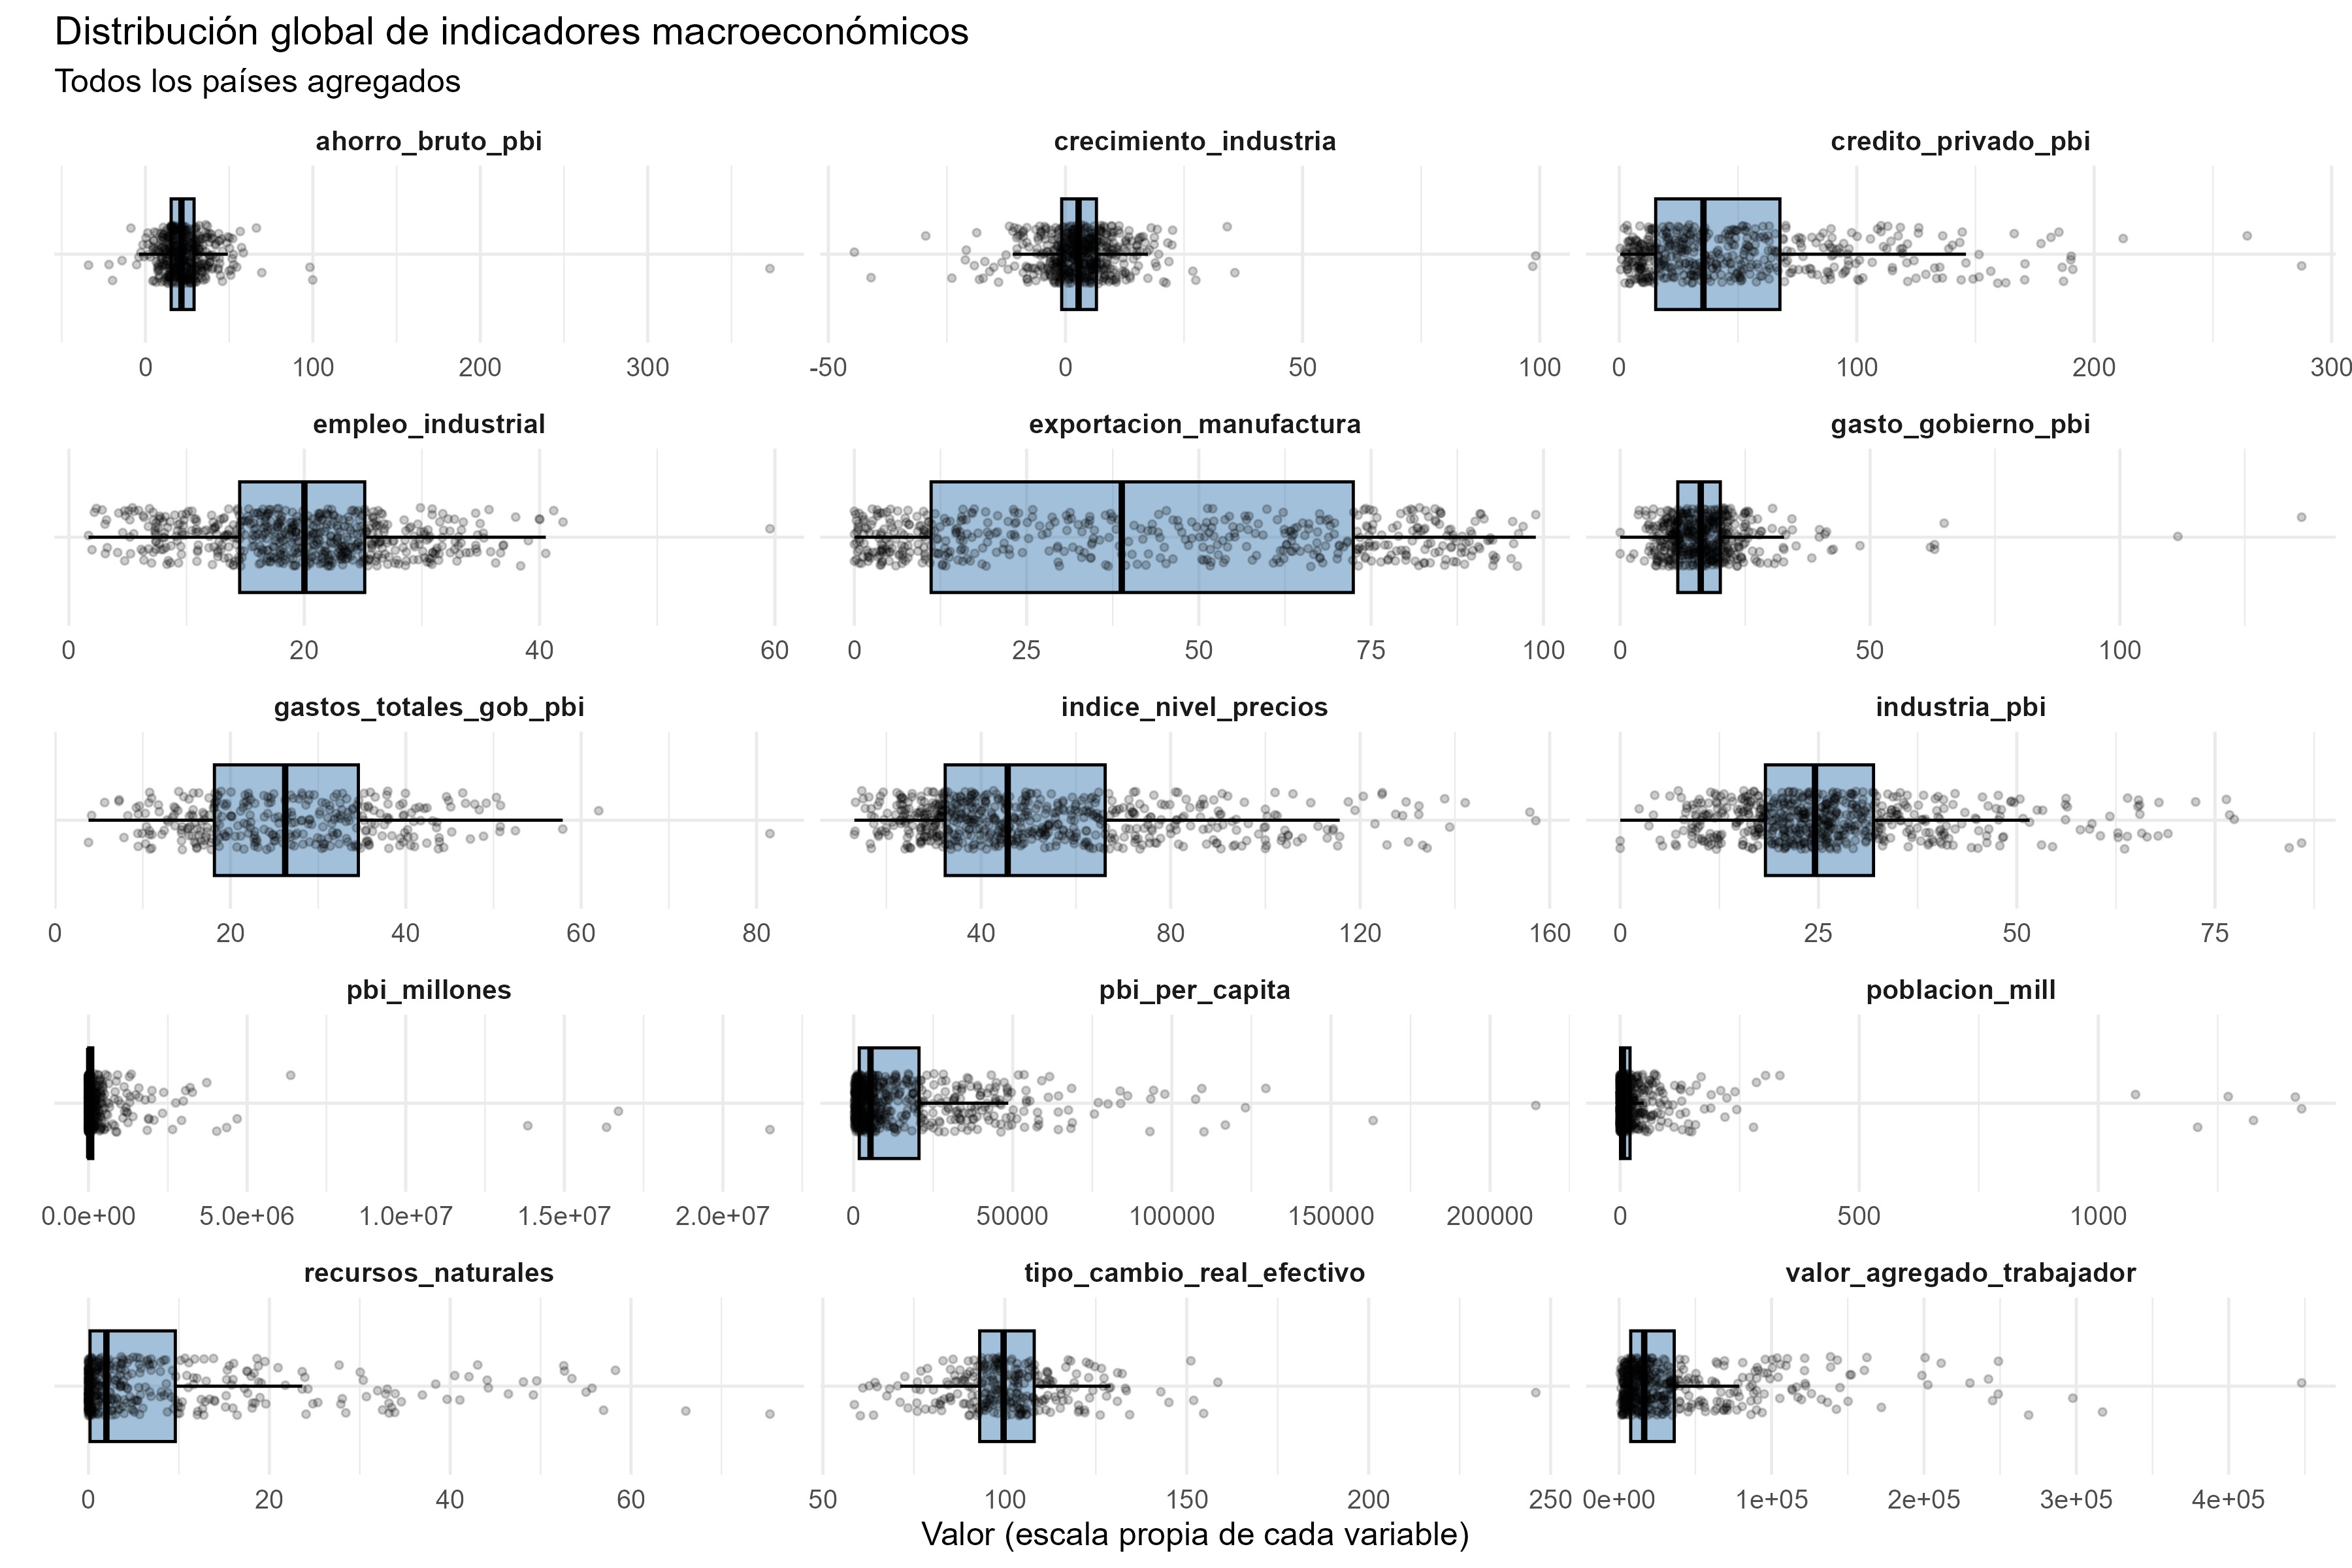 Distribución global de indicadores macroeconómicos
Todos los países agregados
ahorro_bruto_pbi crecimiento_industria credito_privado_pbi
0 100 200 300 -50 0 50 100 0 100 200 300
empleo_industrial exportacion_manufactura gasto_gobierno_pbi
0 20 40 60 0 25 50 75 100 0 50 100
gastos_totales_gob_pbi indice_nivel_precios industria_pbi
0 20 40 60 80 40 80 120 160 0 25 50 75
pbi_millones pbi_per_capita poblacion_mill
0.0e+00 5.0e+06 1.0e+07 1.5e+07 2.0e+07 0 50000 100000 150000 200000 0 500 1000
recursos_naturales tipo_cambio_real_efectivo valor_agregado_trabajador
0 20 40 60 50 100 150 200 250 0e+00 1e+05 2e+05 3e+05 4e+05
Valor (escala propia de cada variable)